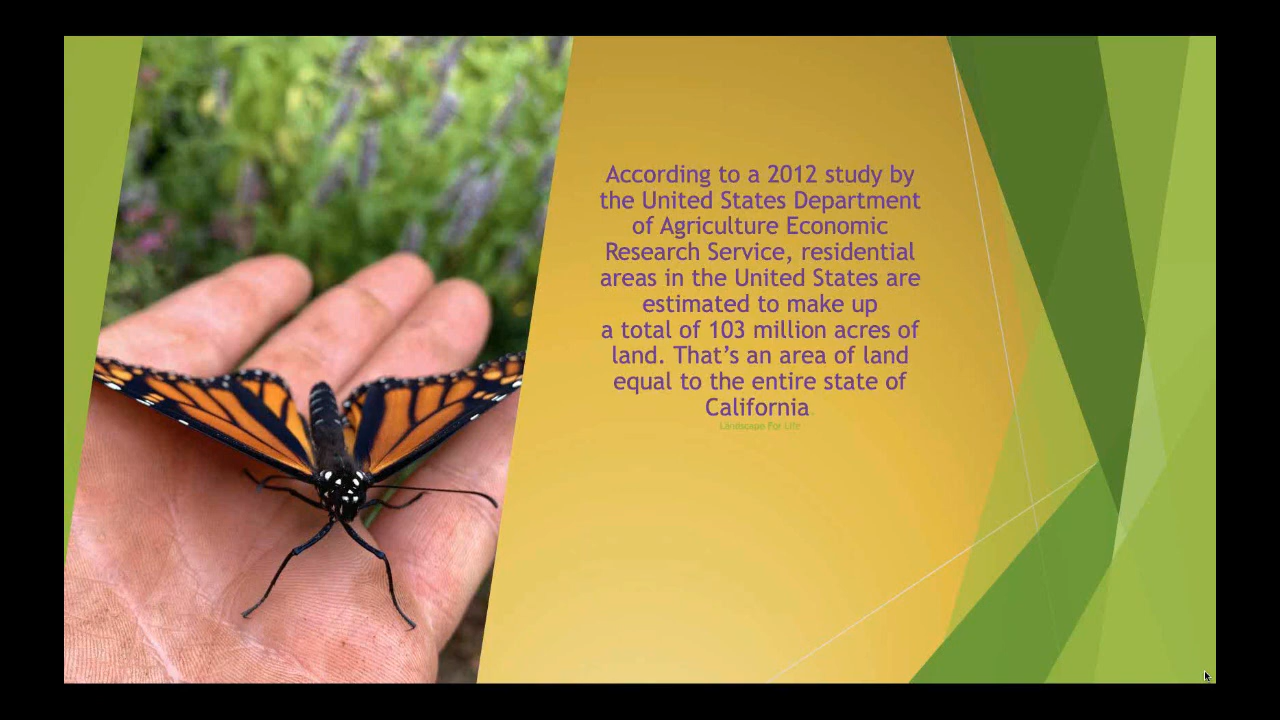 According to a 2012 study by
the United States Department
of Agriculture Economic
Research Service, residential
areas in the United States are
estimated to make up
a total of 103 million acres of
land. That’s an area of land
equal to the entire state of
California.
Landscape For Life